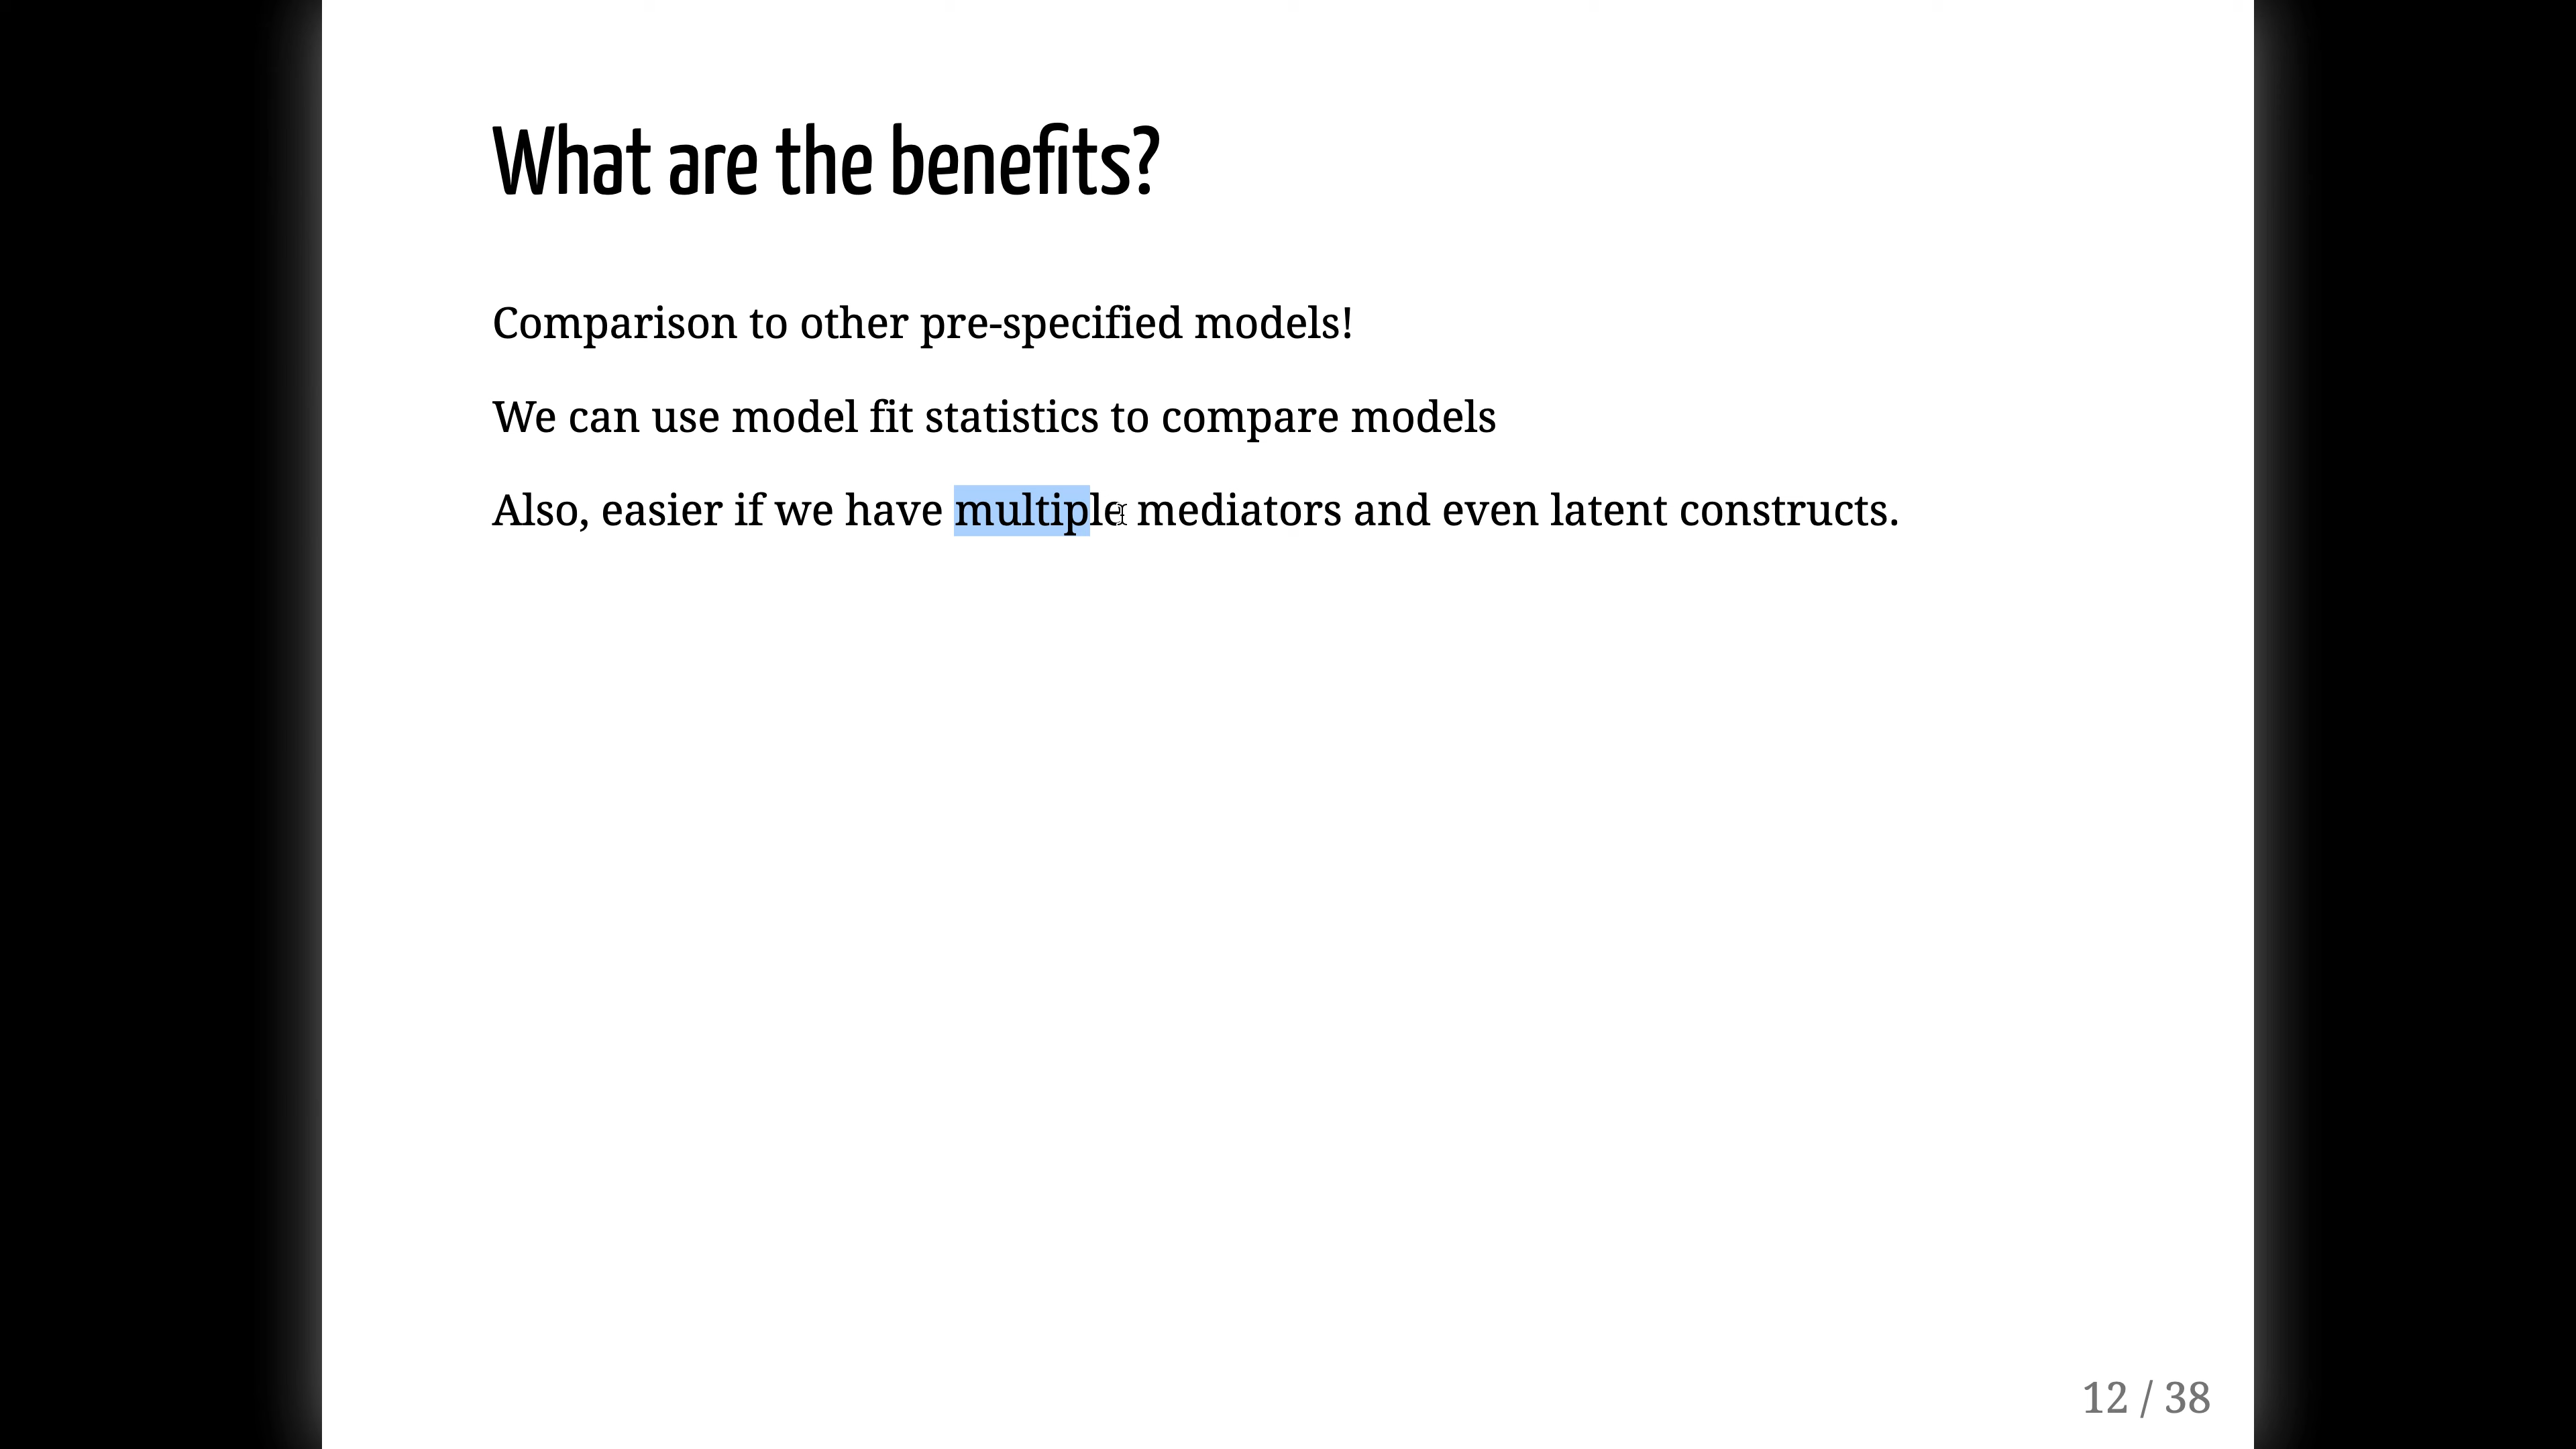 What are the benefits?
Comparison to other pre-specified models!
We can use model fit statistics to compare models
Also, easier if we have multiple mediators and even latent constructs.
12 / 38